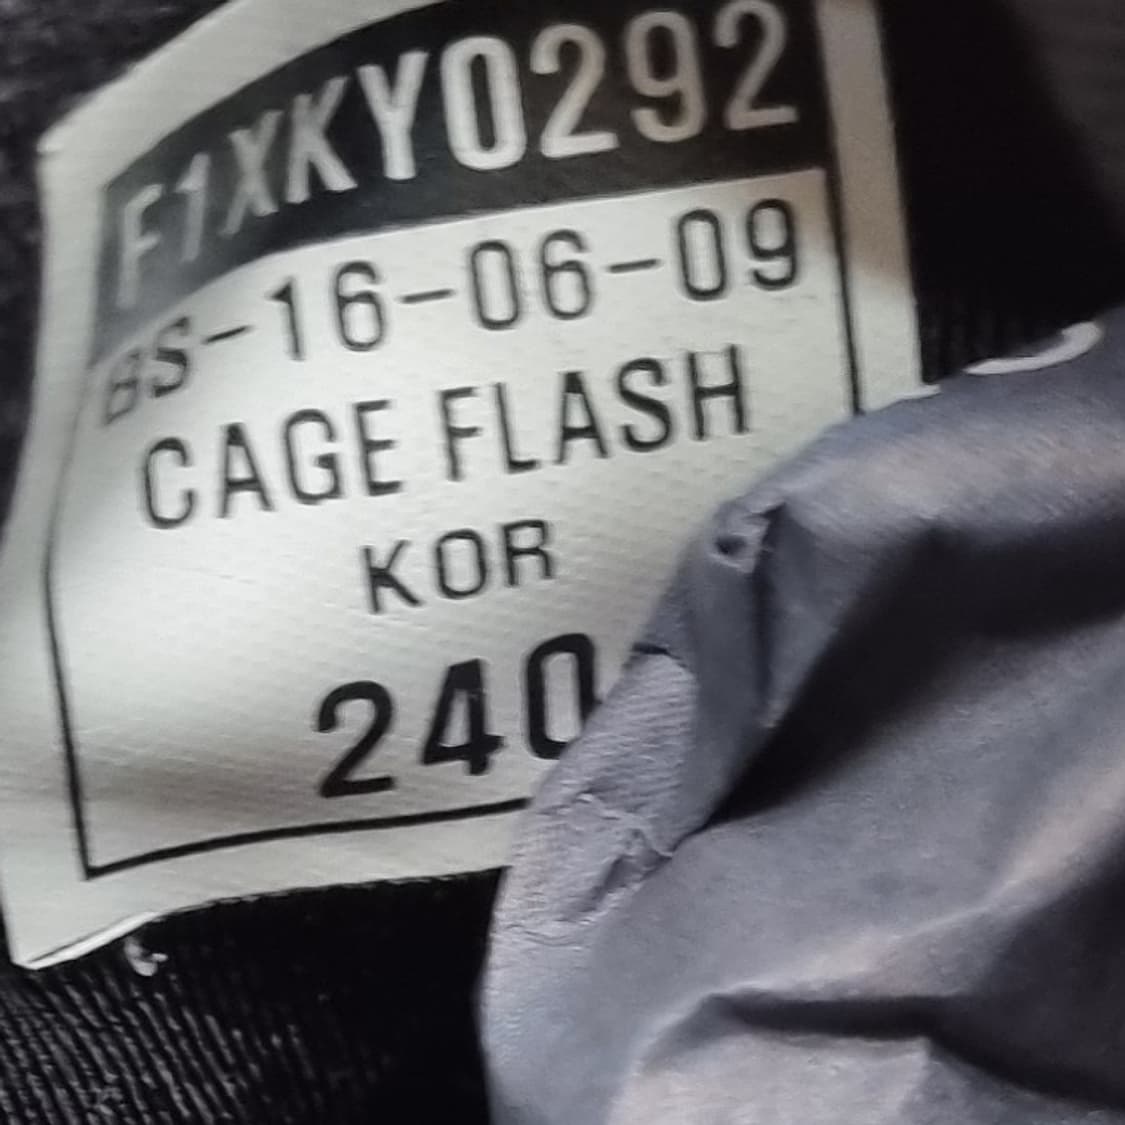 F1XKY0292
BS-16-06-09
CAGE FLASH
KOR
240